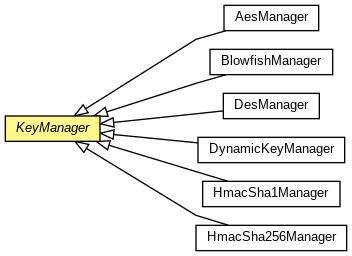 AesManager
BlowfishManager
DesManager
KeyManager
DynamicKeyManager
HmacSha1Manager
HmacSha256Manager